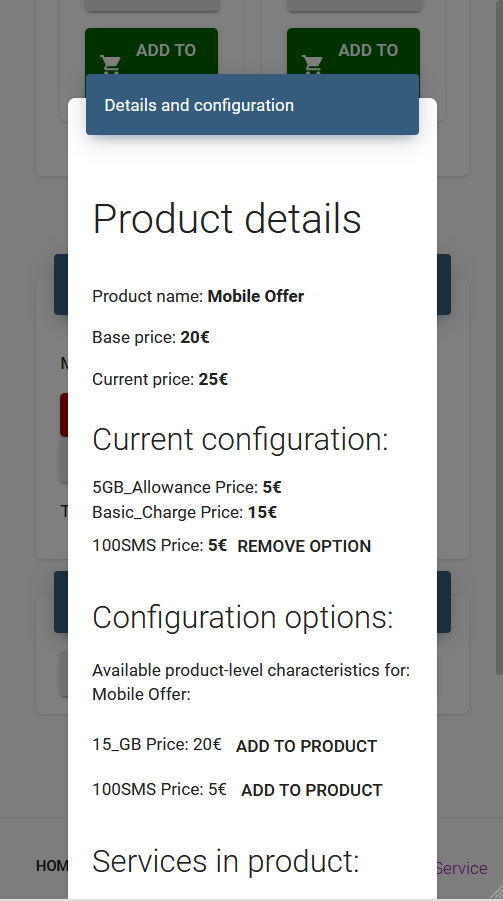 ADD TO
ADD TO
Details and configuration
Product details
Product name: Mobile Offer
Base price: 20€
Current price: 25€
Current configuration:
5GB_Allowance Price: 5€
Basic_Charge Price: 15€
100SMS Price: 5€ REMOVE OPTION
Configuration options:
Available product-level characteristics for:
Mobile Offer:
15_GB Price: 20€ ADD TO PRODUCT
100SMS Price: 5€ ADD TO PRODUCT
Services in product:
HOM
Service